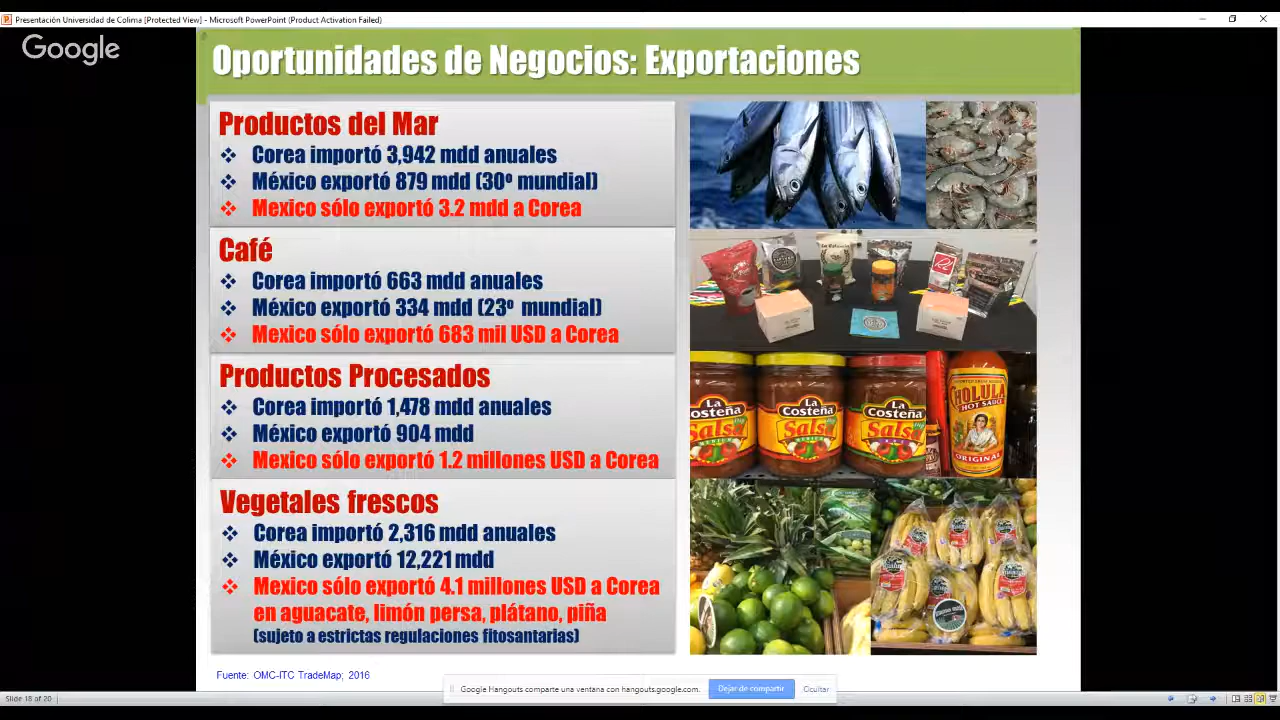 Presentación Universidad de Colima [Protected View] - Microsoft PowerPoint (Product Activation Failed)
Google
Oportunidades de Negocios: Exportaciones
Productos del Mar
Corea importó 3,942 mdd anuales
México exportó 879 mdd (30º mundial)
Mexico sólo exportó 3.2 mdd a Corea
Café
Corea importó 663 mdd anuales
México exportó 334 mdd (23º mundial)
Mexico sólo exportó 683 mil USD a Corea
Productos Procesados
Corea importó 1,478 mdd anuales
México exportó 904 mdd
Mexico sólo exportó 1.2 millones USD a Corea
La Costeña
Salsa
La Costeña
Salsa
La Costeña
Salsa
CHOLULA
HOT SAUCE
ORIGINAL
Vegetales frescos
Corea importó 2,316 mdd anuales
México exportó 12,221 mdd
Mexico sólo exportó 4.1 millones USD a Corea
en aguacate, limón persa, plátano, piña
(sujeto a estrictas regulaciones fitosantarias)
Fuente: OMC-ITC TradeMap; 2016
Google Hangouts comparte una ventana con hangouts.google.com.
Dejar de compartir
Ocultar
Slide 18 of 20